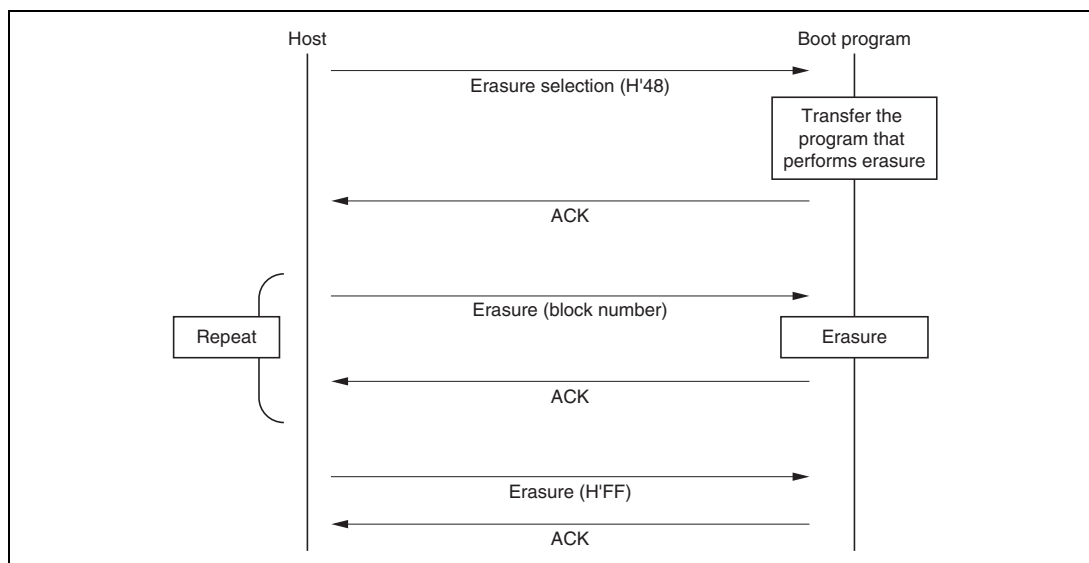 Host
Boot program
Erasure selection (H'48)
Transfer the
program that
performs erasure
ACK
Erasure (block number)
Repeat
Erasure
ACK
Erasure (H'FF)
ACK